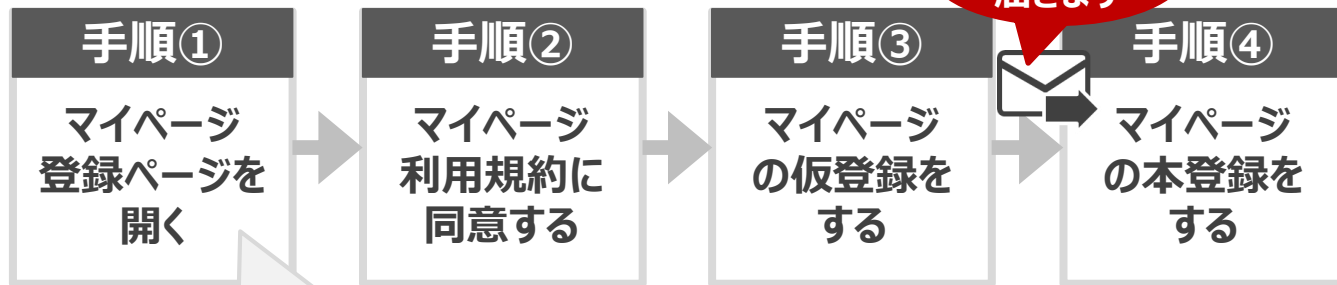 手順①
マイページ
登録ページを
開く
手順②
マイページ
利用規約に
同意する
手順③
マイページ
の仮登録を
する
手順④
マイページ
の本登録を
する